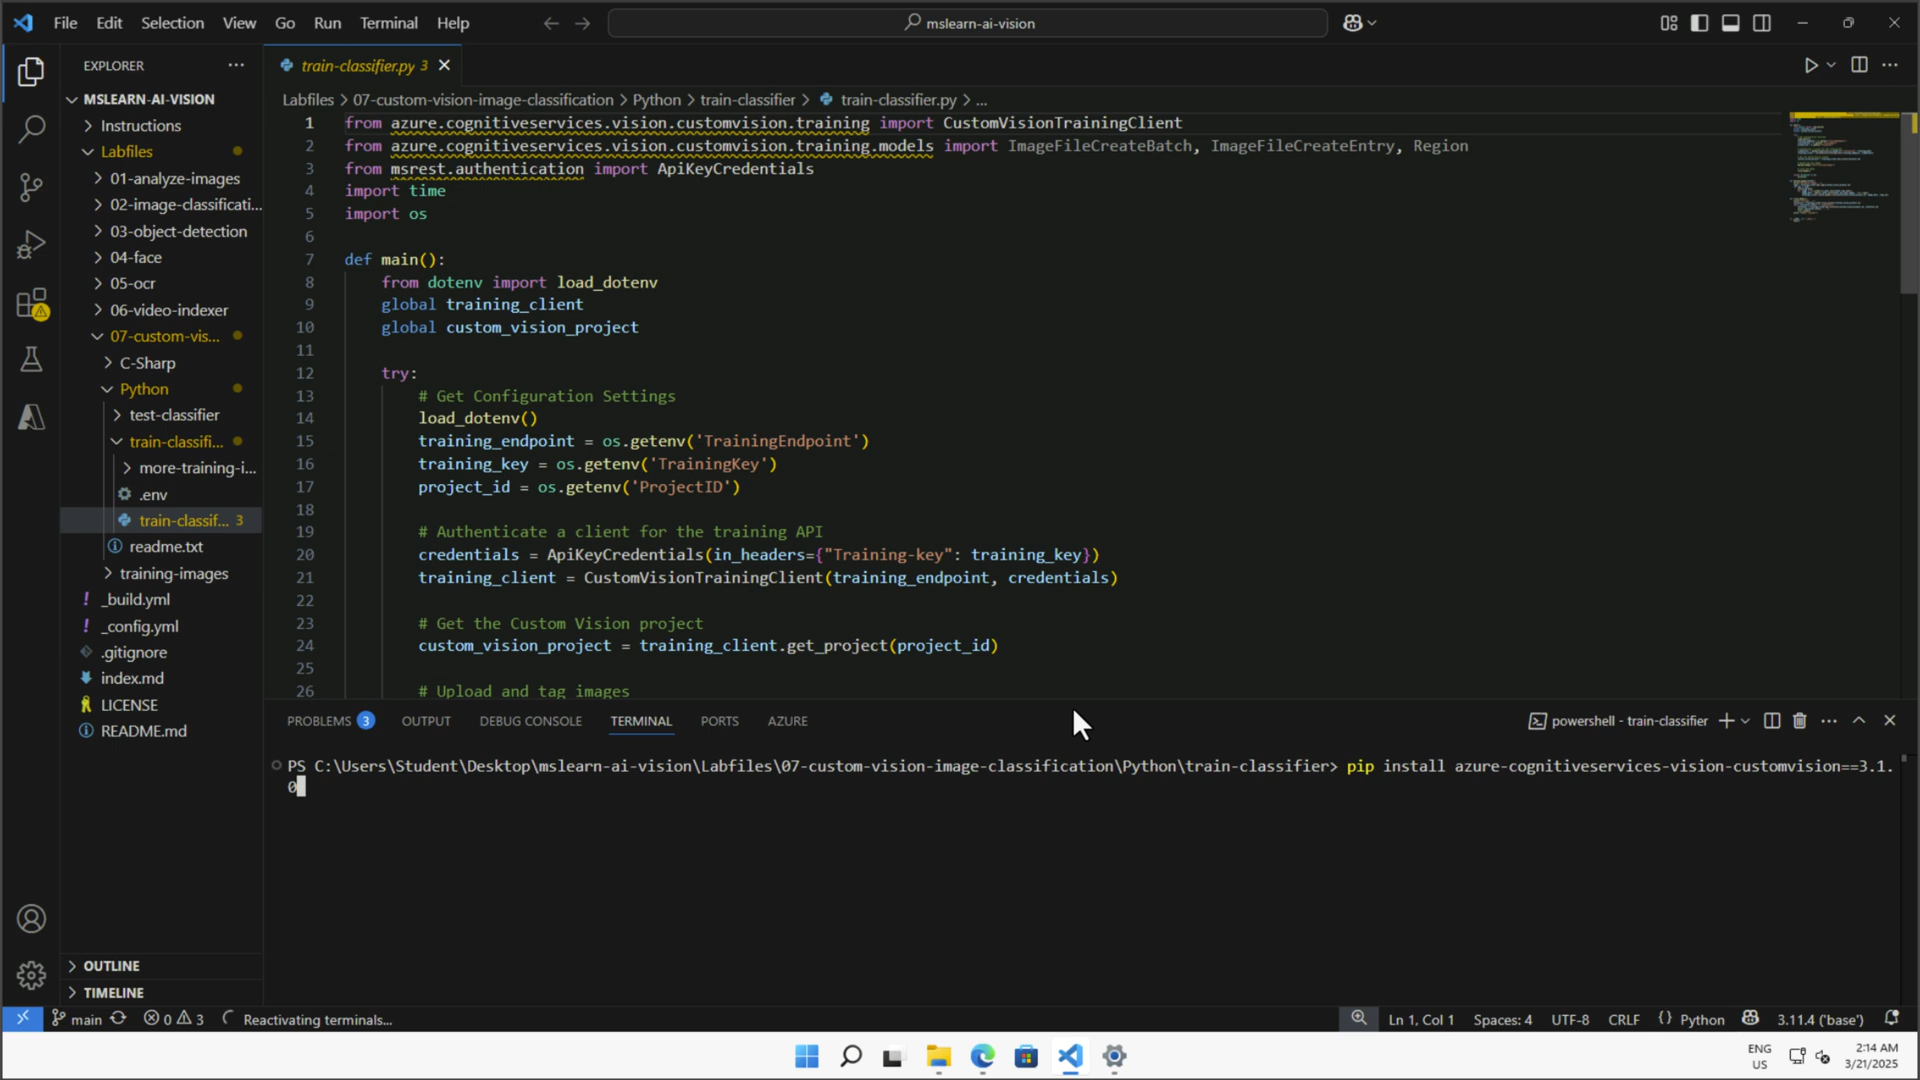 File Edit Selection View Go Run Terminal Help
mslearn-ai-vision
EXPLORER
train-classifier.py 3
MSLEARN-AI-VISION
Instructions
Labfiles
01-analyze-images
02-image-classificati...
03-object-detection
04-face
05-ocr
06-video-indexer
07-custom-vis...
C-Sharp
Python
test-classifier
train-classifi...
more-training-i...
.env
train-classif... 3
readme.txt
training-images
_build.yml
_config.yml
.gitignore
index.md
LICENSE
README.md
OUTLINE
TIMELINE
Labfiles > 07-custom-vision-image-classification > Python > train-classifier > train-classifier.py > ...
1 from azure.cognitiveservices.vision.customvision.training import CustomVisionTrainingClient
2 from azure.cognitiveservices.vision.customvision.training.models import ImageFileCreateBatch, ImageFileCreateEntry, Region
3 from msrest.authentication import ApiKeyCredentials
4 import time
5 import os
6
7 def main():
8 from dotenv import load_dotenv
9 global training_client
10 global custom_vision_project
11
12 try:
13 # Get Configuration Settings
14 load_dotenv()
15 training_endpoint = os.getenv('TrainingEndpoint')
16 training_key = os.getenv('TrainingKey')
17 project_id = os.getenv('ProjectID')
18
19 # Authenticate a client for the training API
20 credentials = ApiKeyCredentials(in_headers={"Training-key": training_key})
21 training_client = CustomVisionTrainingClient(training_endpoint, credentials)
22
23 # Get the Custom Vision project
24 custom_vision_project = training_client.get_project(project_id)
25
26 # Upload and tag images
PROBLEMS 3 OUTPUT DEBUG CONSOLE TERMINAL PORTS AZURE
powershell - train-classifier
PS C:\Users\Student\Desktop\mslearn-ai-vision\Labfiles\07-custom-vision-image-classification\Python\train-classifier> pip install azure-cognitiveservices-vision-customvision==3.1.
0
main 0 3 Reactivating terminals...
Ln 1, Col 1 Spaces: 4 UTF-8 CRLF {} Python 3.11.4 ('base')
ENG
US
2:14 AM
3/21/2025